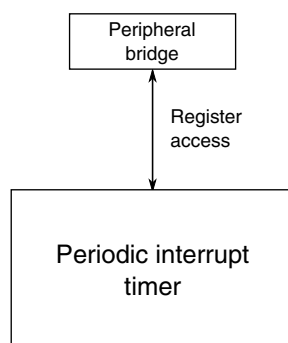 Peripheral
bridge
Register
access
Periodic interrupt
timer